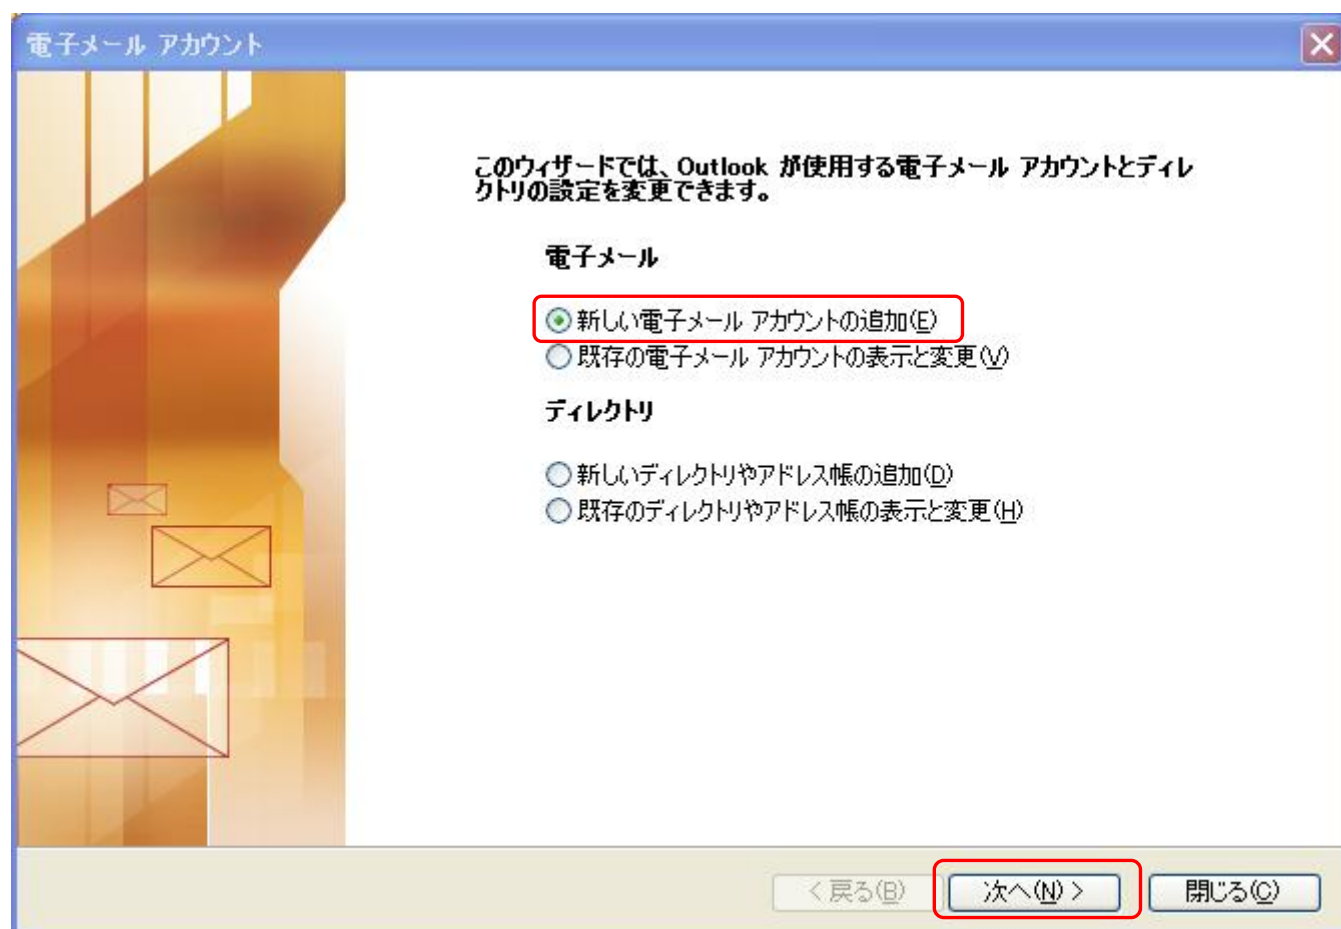 電子メール アカウント
このウィザードでは、Outlook が使用する電子メール アカウントとディレ
クトリの設定を変更できます。
電子メール
新しい電子メール アカウントの追加(E)
既存の電子メール アカウントの表示と変更(V)
ディレクトリ
新しいディレクトリやアドレス帳の追加(D)
既存のディレクトリやアドレス帳の表示と変更(H)
< 戻る(B)
次へ(N) >
閉じる(C)